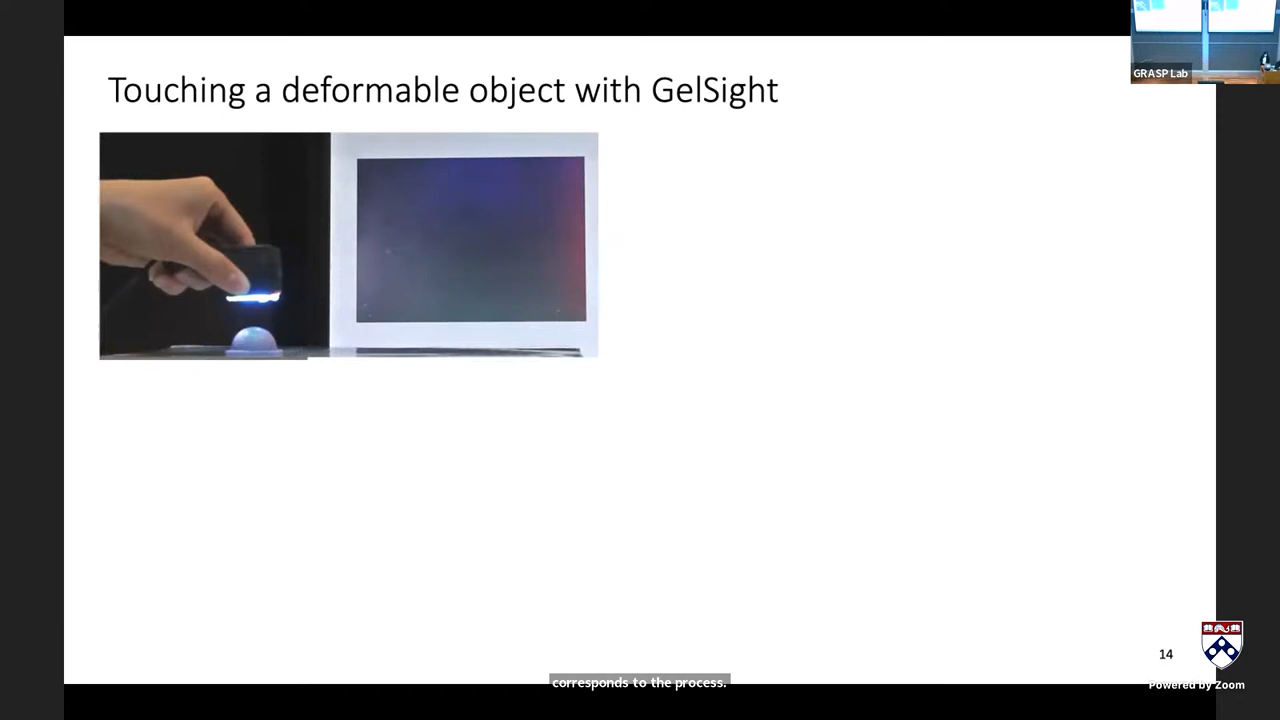 GRASP Lab
Touching a deformable object with GelSight
14
corresponds to the process.
Powered by Zoom